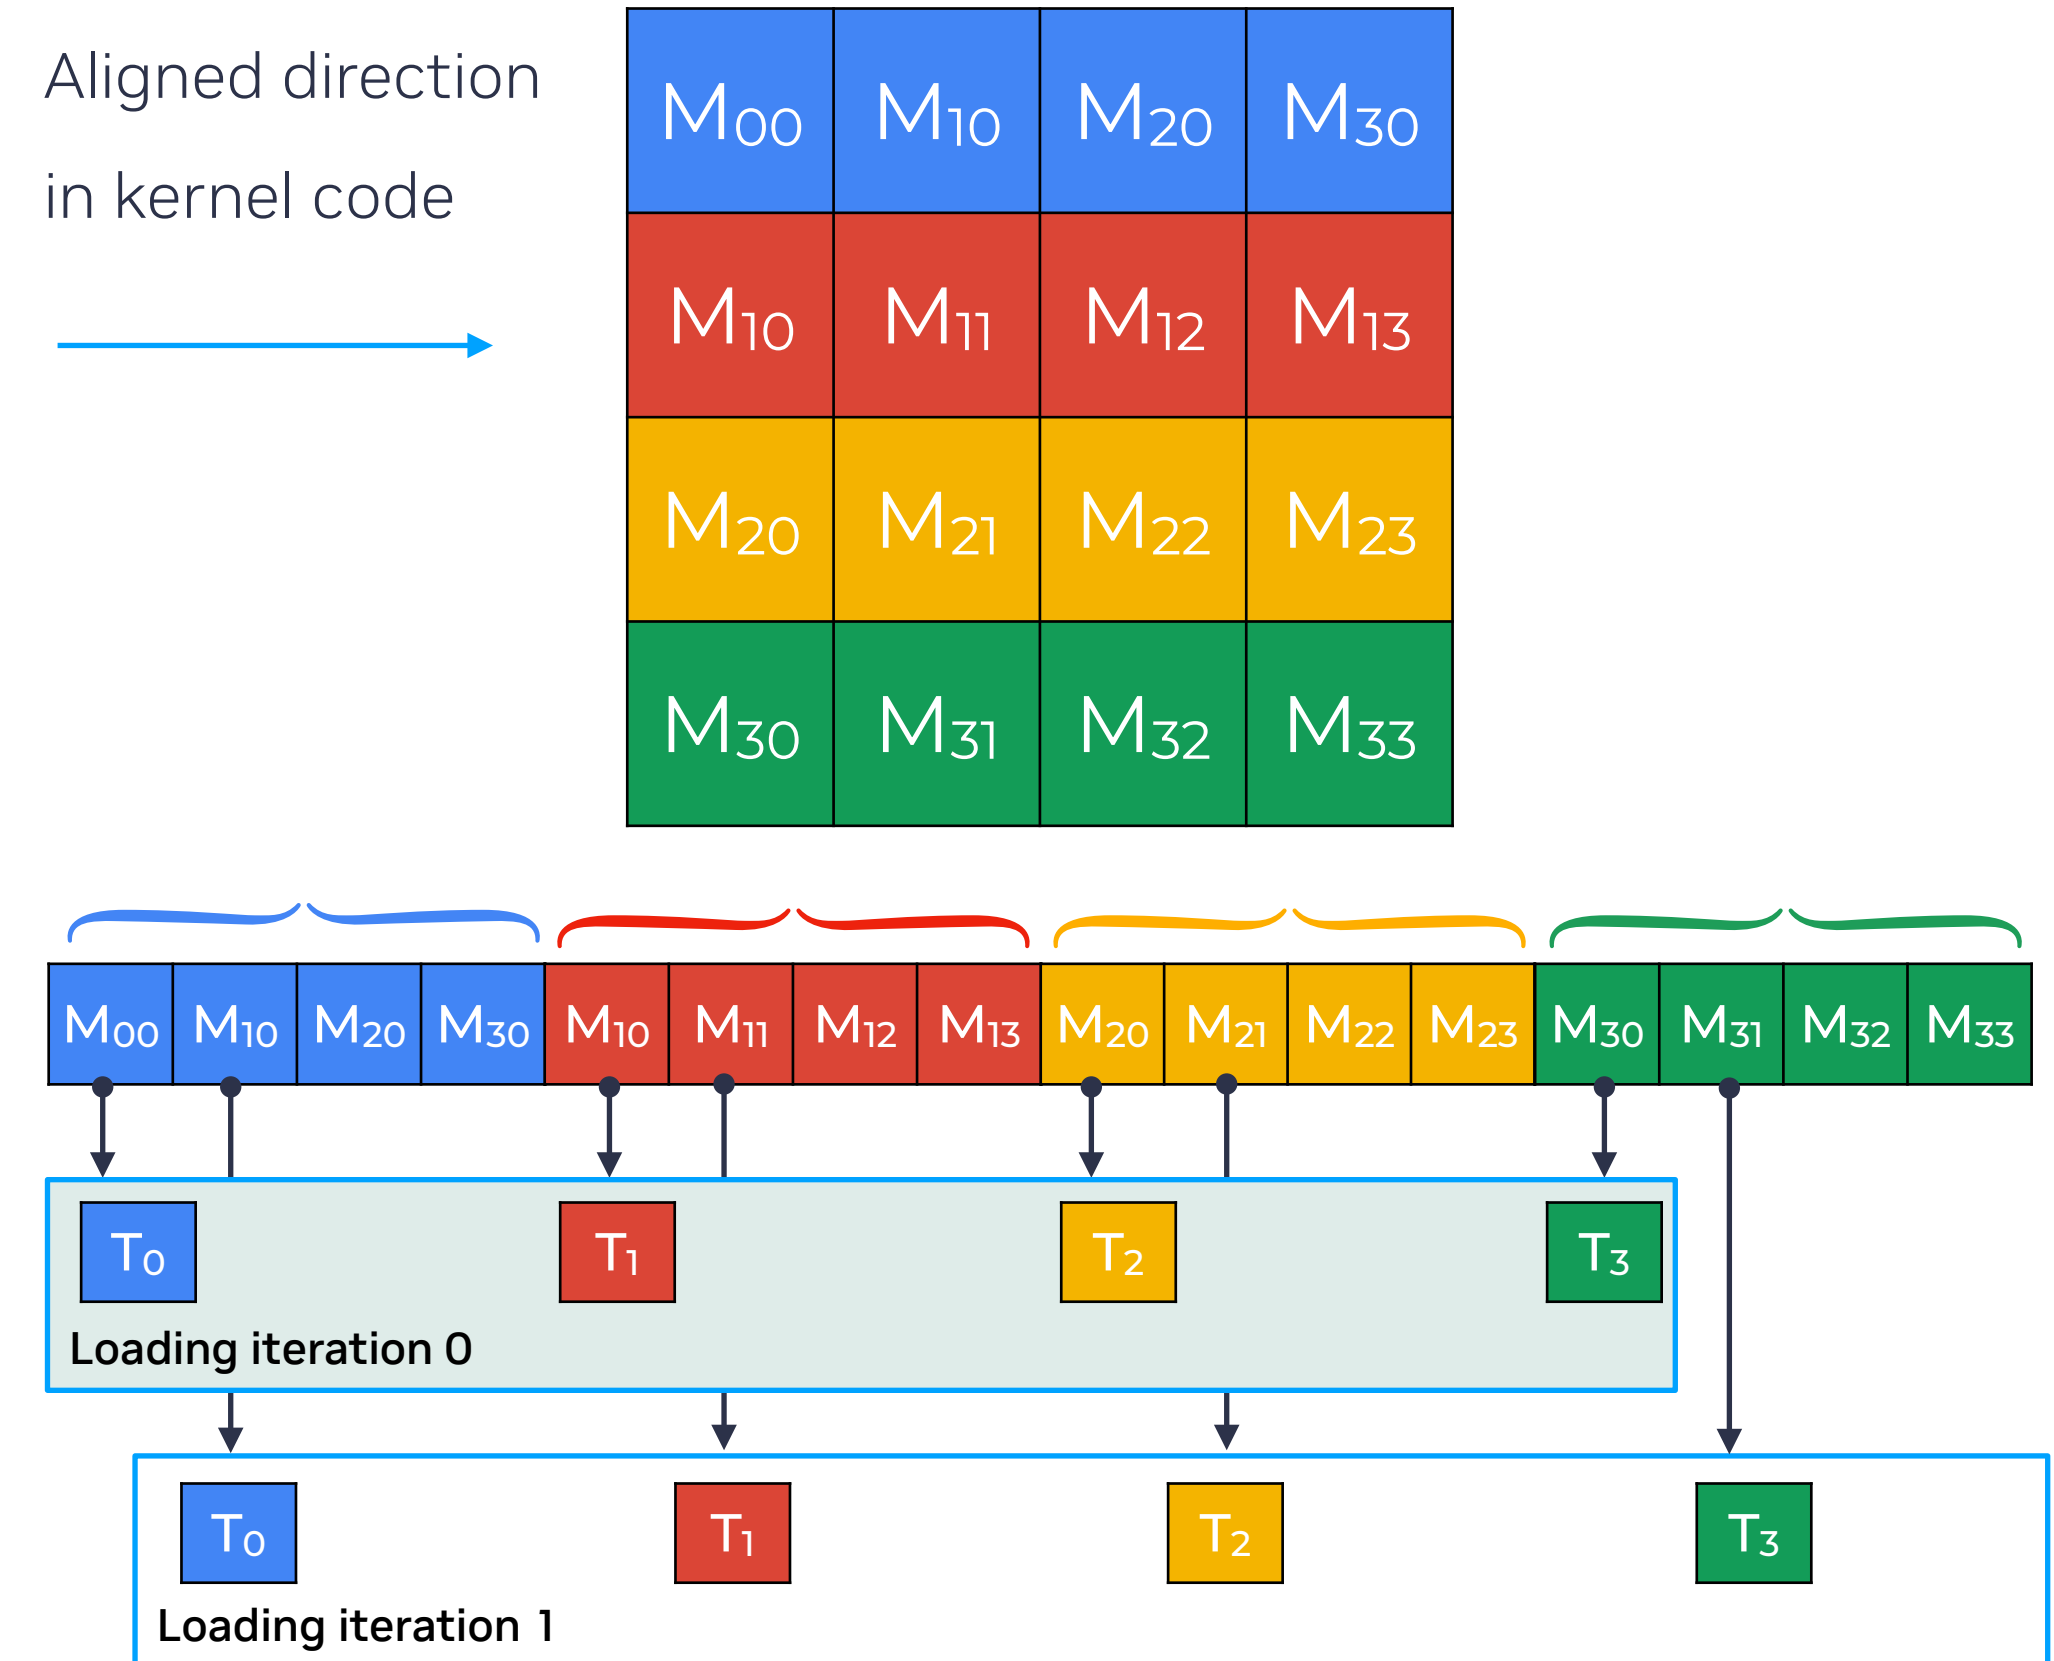 Aligned direction
in kernel code
M00 M10 M20 M30
M10 M11 M12 M13
M20 M21 M22 M23
M30 M31 M32 M33
M00 M10 M20 M30 M10 M11 M12 M13 M20 M21 M22 M23 M30 M31 M32 M33
T0 T1 T2 T3
Loading iteration 0
T0 T1 T2 T3
Loading iteration 1